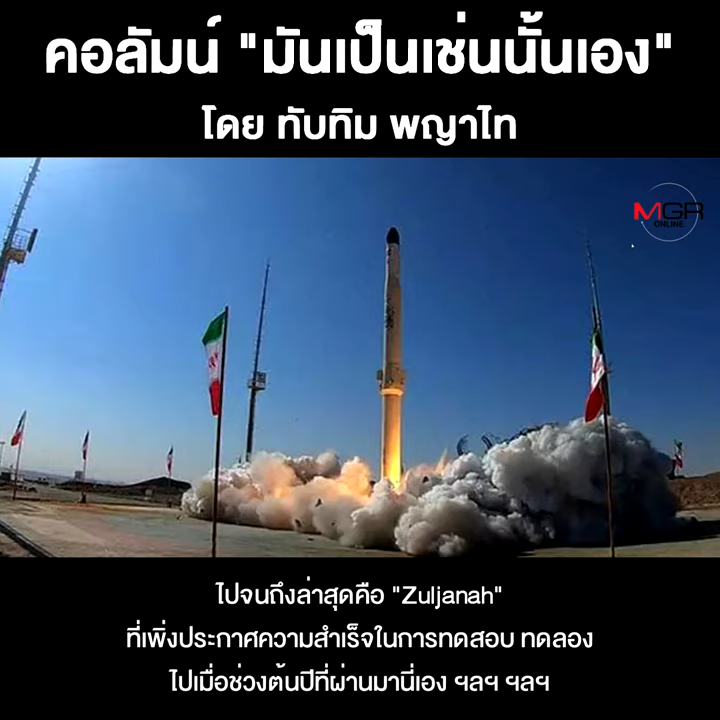 คอลัมน์ "มันเป็นเช่นนั้นเอง"
โดย ทับทิม พญาไท
MGR
ONLINE
ไปจนถึงล่าสุดคือ "Zuljanah"
ที่เพิ่งประกาศความสำเร็จในการทดสอบ ทดลอง
ไปเมื่อช่วงต้นปีที่ผ่านมานี่เอง ฯลฯ ฯลฯ